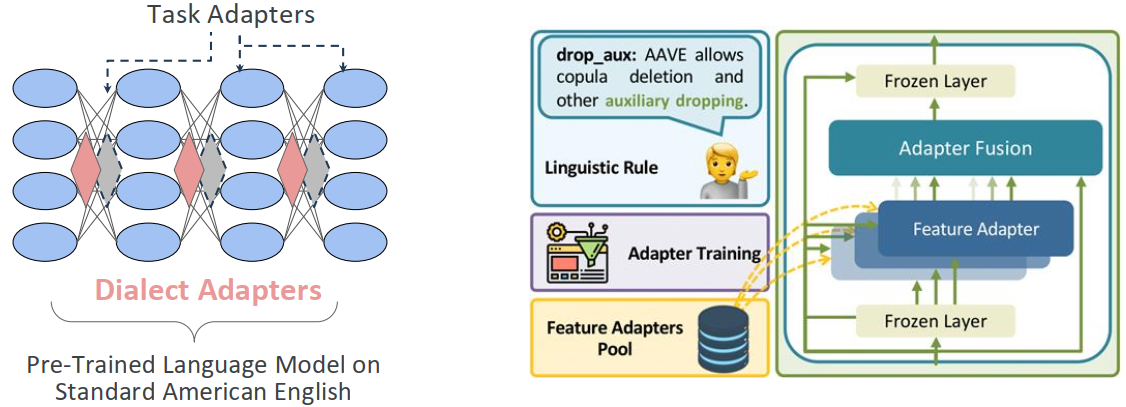 Task Adapters
Dialect Adapters
Pre-Trained Language Model on
Standard American English
drop_aux: AAVE allows
copula deletion and
other auxiliary dropping.
Linguistic Rule
Adapter Training
Feature Adapters
Pool
Frozen Layer
Adapter Fusion
Feature Adapter
Frozen Layer